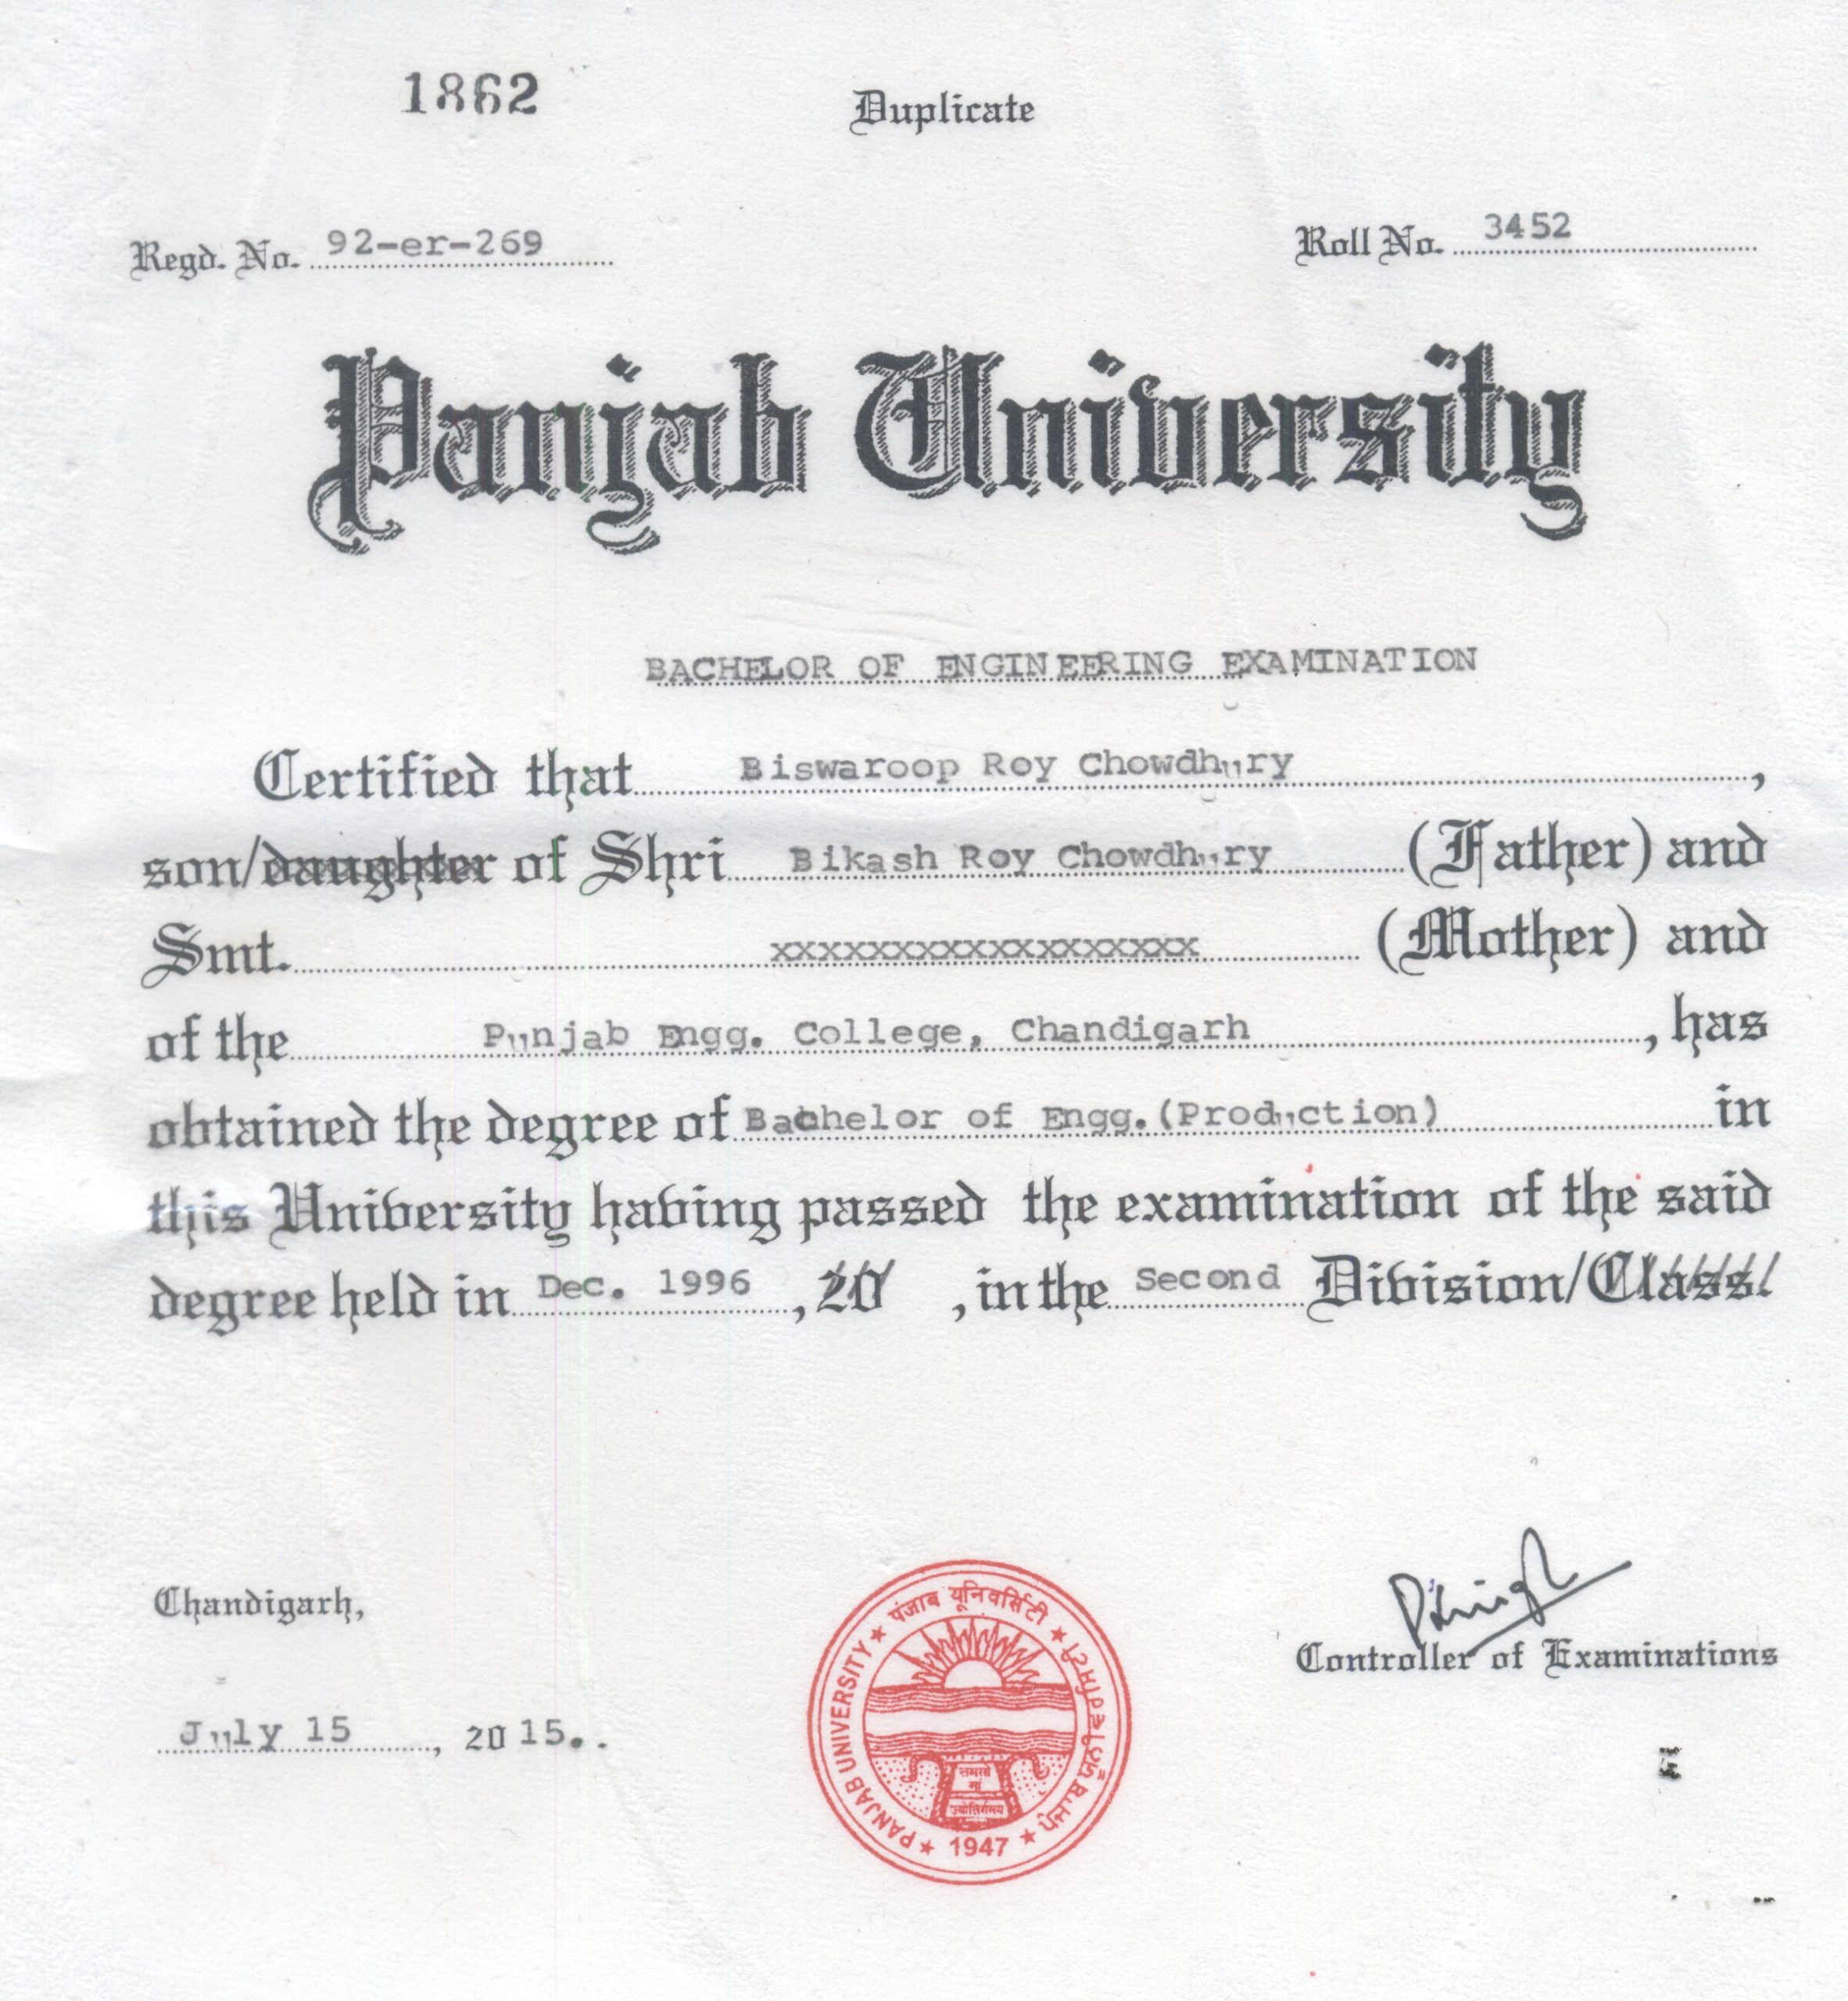 1862 Duplicate
Regd. No. 92-er-269 Roll No. 3452
Panjab University
BACHELOR OF ENGINEERING EXAMINATION
Certified that Biswaroop Roy Chowdhury,
son/daughter of Shri Bikash Roy Chowdhury (Father) and
Smt. xxxxxxxxxxxxxxxxxx (Mother) and
of the Punjab Engg. College, Chandigarh, has
obtained the degree of Bachelor of Engg.(Production) in
this University having passed the examination of the said
degree held in Dec. 1996, 20 , in the Second Division/Class.
Chandigarh,
Controller of Examinations
July 15, 2015..
पंजाब यूनिवर्सिटी
ਪੰਜਾਬ ਯੂਨੀਵਰਸਿਟੀ
PANJAB UNIVERSITY
तमसो
मा
ज्योतिर्गमय
1947